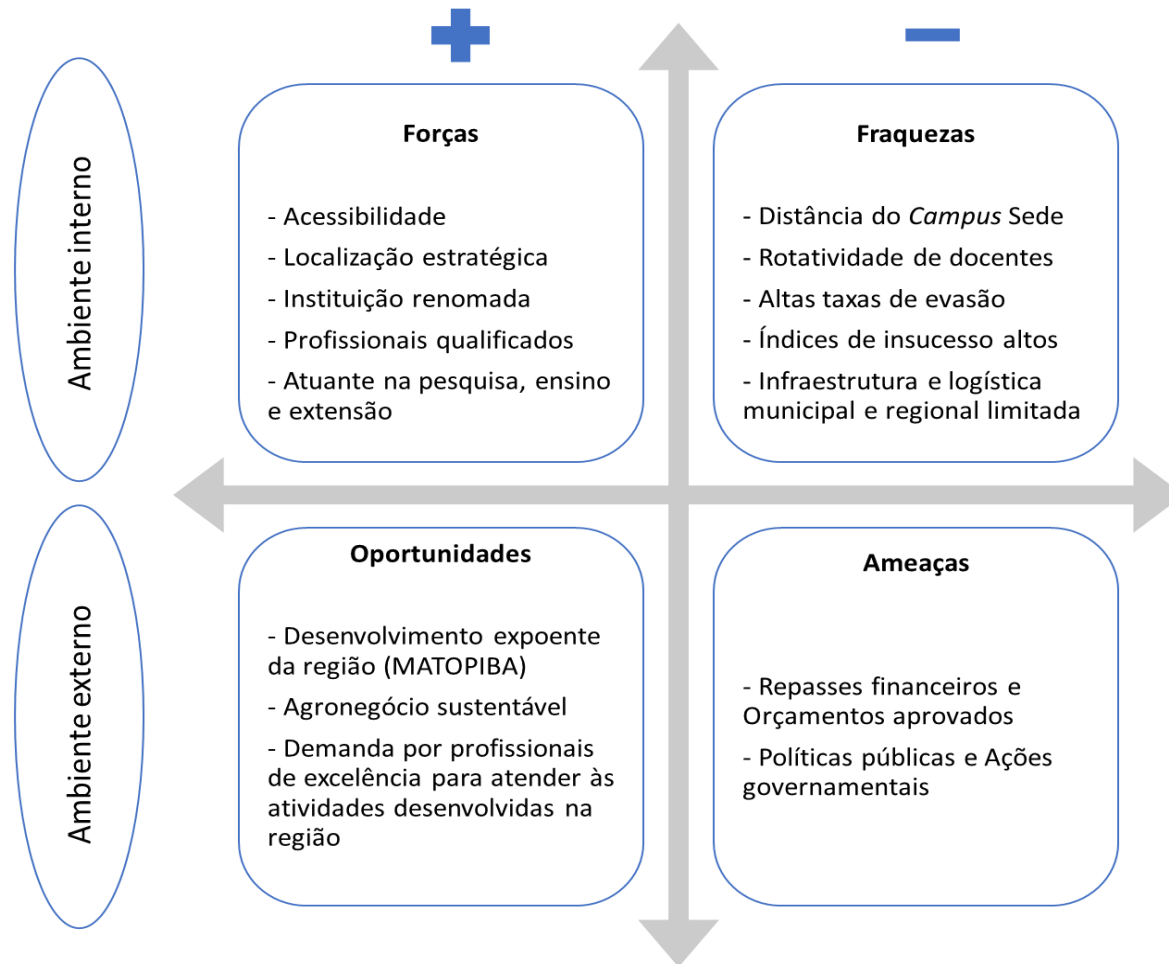 Ambiente interno
Forças
- Acessibilidade
- Localização estratégica
- Instituição renomada
- Profissionais qualificados
- Atuante na pesquisa, ensino
e extensão
Fraquezas
- Distância do Campus Sede
- Rotatividade de docentes
- Altas taxas de evasão
- Índices de insucesso altos
- Infraestrutura e logística
municipal e regional limitada
Ambiente externo
Oportunidades
- Desenvolvimento expoente
da região (MATOPIBA)
- Agronegócio sustentável
- Demanda por profissionais
de excelência para atender às
atividades desenvolvidas na
região
Ameaças
- Repasses financeiros e
Orçamentos aprovados
- Políticas públicas e Ações
governamentais